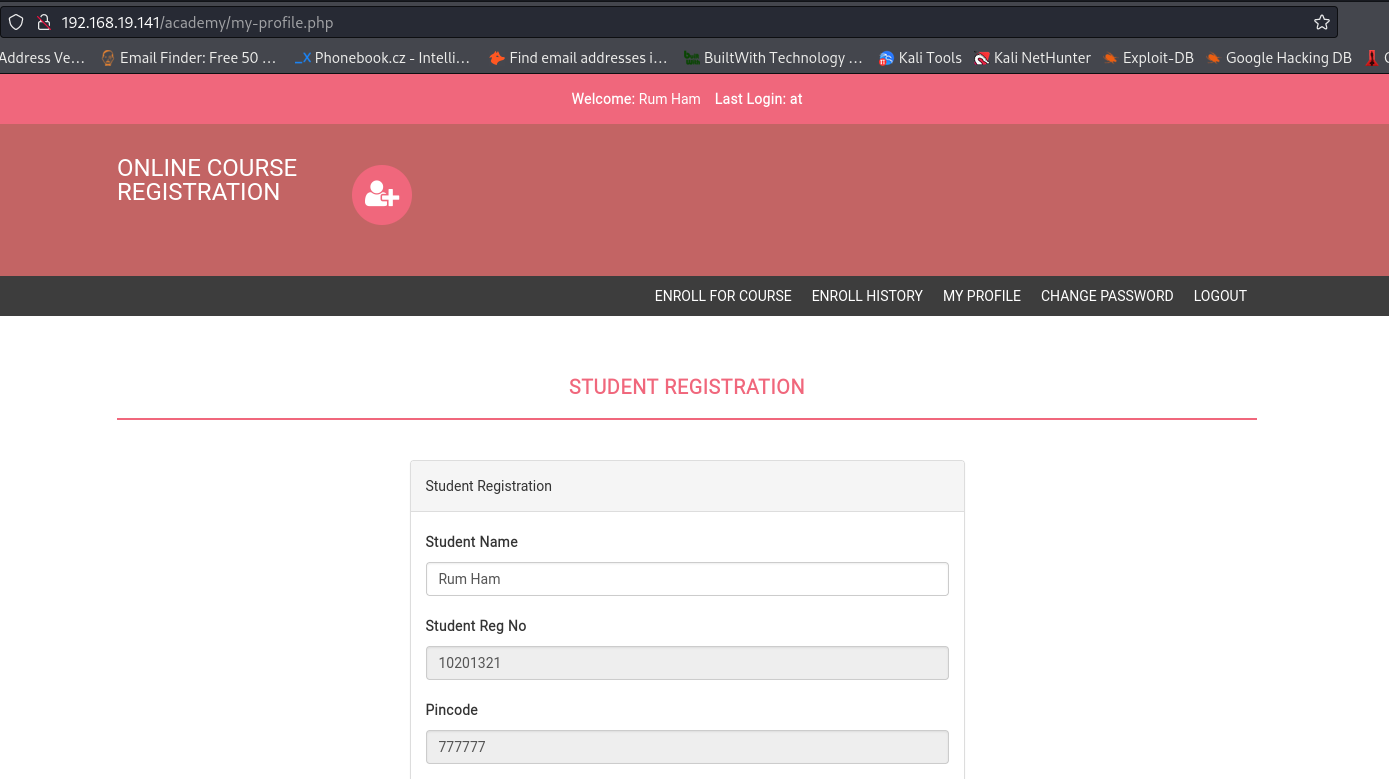 192.168.19.141/academy/my-profile.php
Address Ve… Email Finder: Free 50 … Phonebook.cz - Intelli… Find email addresses i… BuiltWith Technology … Kali Tools Kali NetHunter Exploit-DB Google Hacking DB
Welcome: Rum Ham Last Login: at
ONLINE COURSE
REGISTRATION
ENROLL FOR COURSE ENROLL HISTORY MY PROFILE CHANGE PASSWORD LOGOUT
STUDENT REGISTRATION
Student Registration
Student Name
Rum Ham
Student Reg No
10201321
Pincode
777777